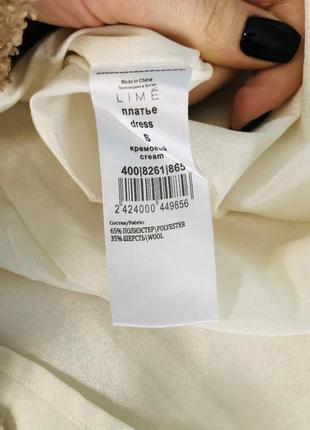 Made in China
Произведено в Китае
LIMÉ
платье
dress
S
кремовый
cream
400|8261|865
2 424000 449856
Состав/Fabric:
65% ПОЛИЭСТЕР\POLYESTER
35% ШЕРСТЬ\WOOL